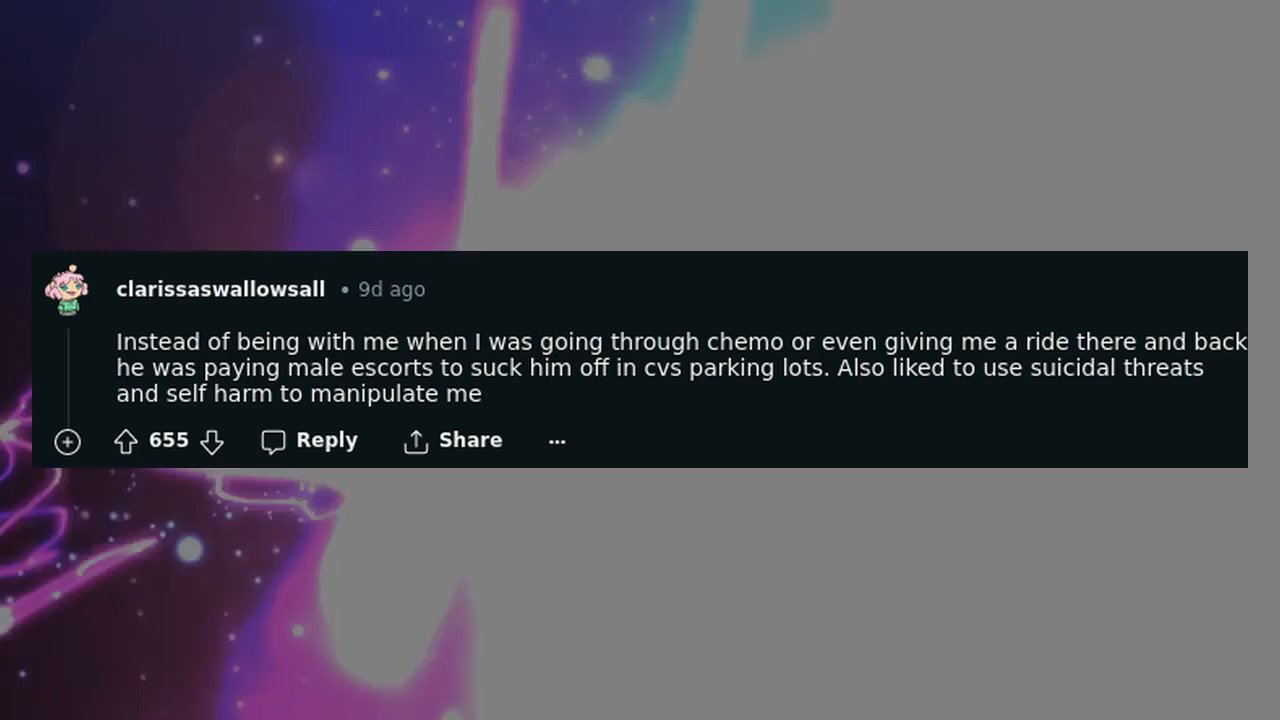 clarissaswallowsall • 9d ago
Instead of being with me when I was going through chemo or even giving me a ride there and back
he was paying male escorts to suck him off in cvs parking lots. Also liked to use suicidal threats
and self harm to manipulate me
655 Reply Share ...